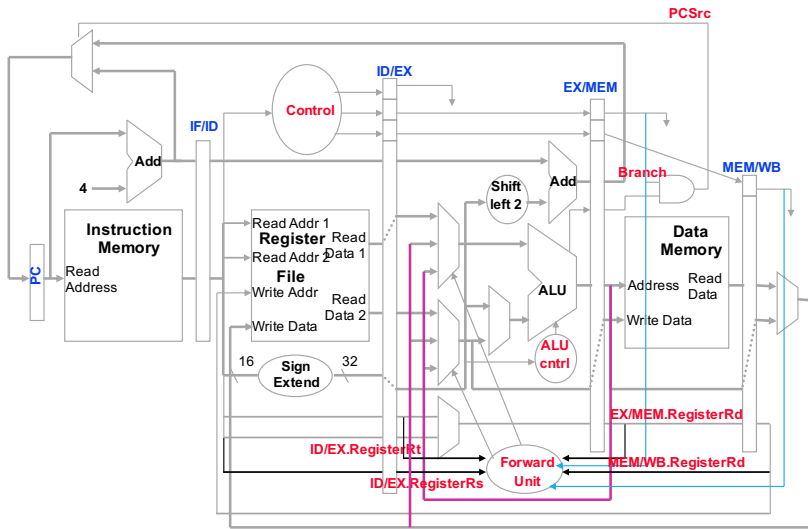 PCSrc
ID/EX
EX/MEM
Control
IF/ID
MEM/WB
Add
Branch
4
Shift
left 2
Add
Instruction
Memory
Read Addr 1
Register
Read
Data 1
Read Addr 2
File
Data
Memory
PC
Read
Address
Write Addr
Read
Data 2
Write Data
ALU
Address
Read
Data
Write Data
16
Sign
Extend
32
ALU
cntrl
EX/MEM.RegisterRd
ID/EX.RegisterRt
Forward
Unit
MEM/WB.RegisterRd
ID/EX.RegisterRs